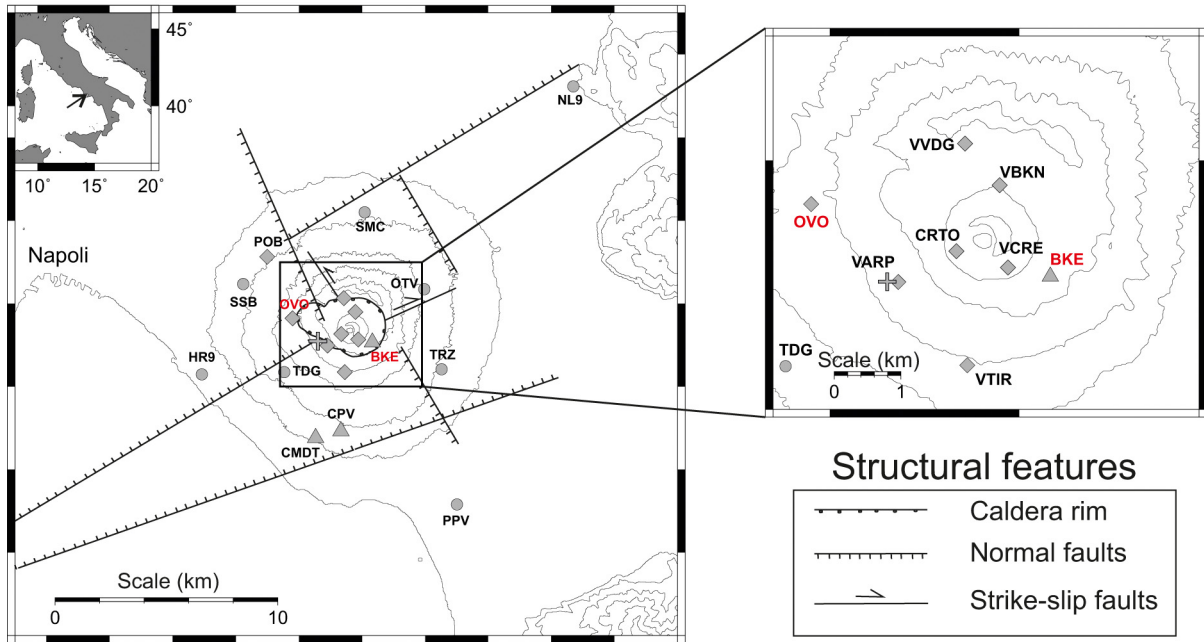 45°
40°
10° 15° 20°
Napoli
NL9
SMC
POB
SSB
OVO
OTV
HR9
TDG
BKE
TRZ
CPV
CMDT
PPV
Scale (km)
0 10
VVDG
VBKN
OVO
CRTO
VCRE
BKE
VARP
TDG
Scale (km)
0 1
VTIR
Structural features
Caldera rim
Normal faults
Strike-slip faults